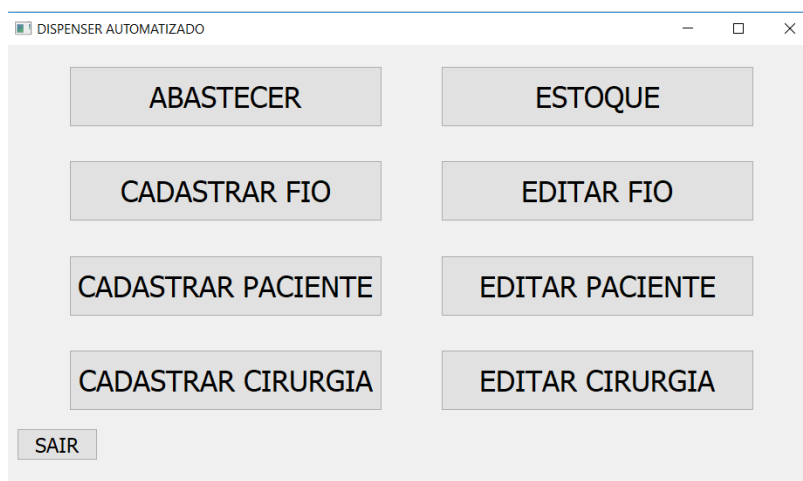 DISPENSER AUTOMATIZADO
ABASTECER
ESTOQUE
CADASTRAR FIO
EDITAR FIO
CADASTRAR PACIENTE
EDITAR PACIENTE
CADASTRAR CIRURGIA
EDITAR CIRURGIA
SAIR